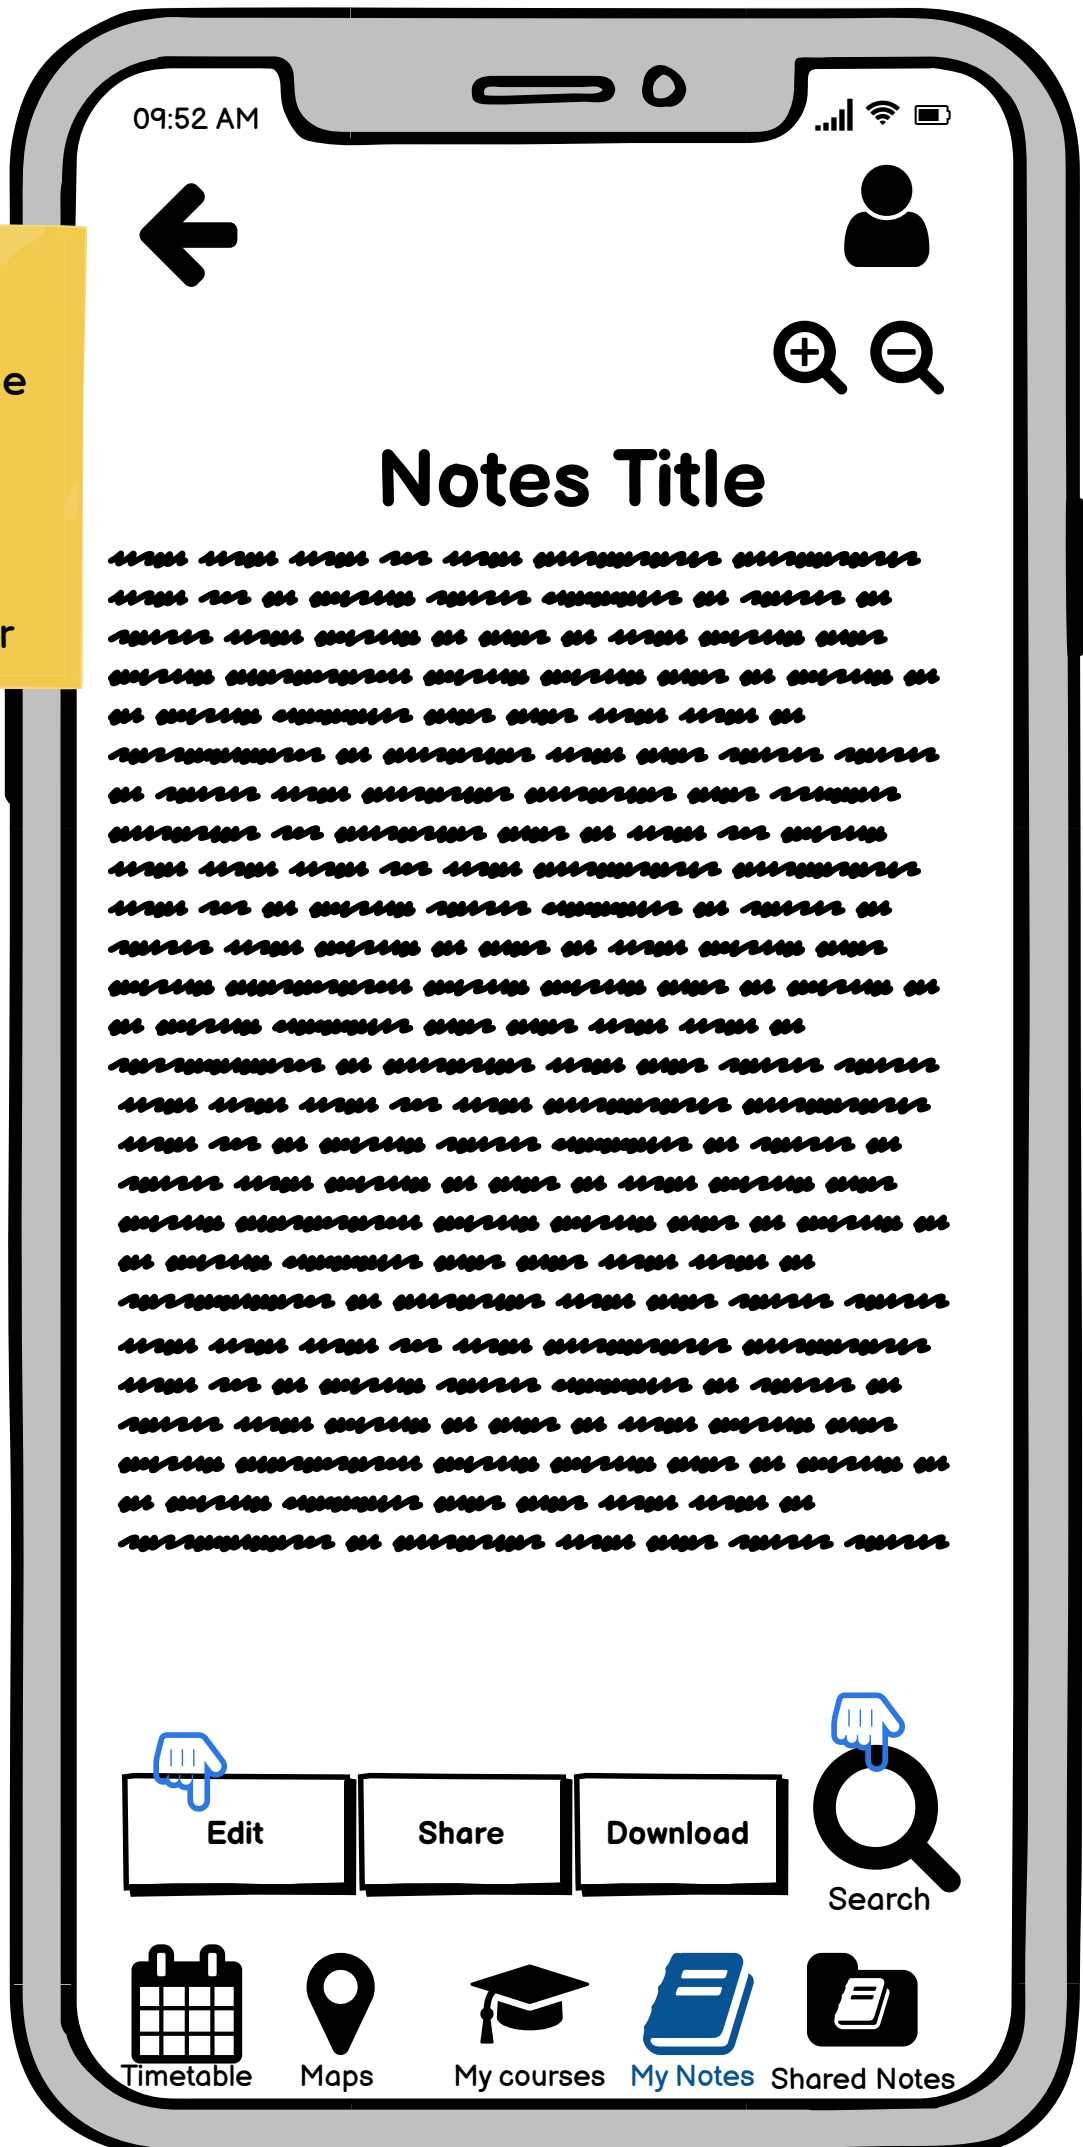 09:52 AM
e
Notes Title
r
Edit
Share
Download
Search
Timetable
Maps
My courses
My Notes
Shared Notes